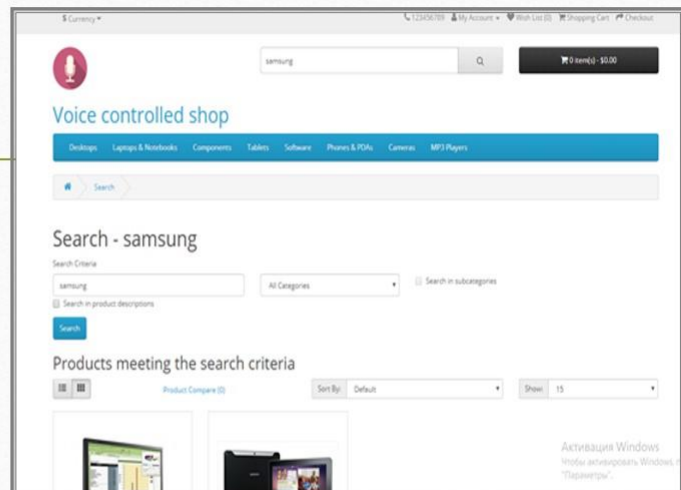 $ Currency
123456789 My Account Wish List (0) Shopping Cart Checkout
samsung
0 item(s) - $0.00
Voice controlled shop
Desktops Laptops & Notebooks Components Tablets Software Phones & PDAs Cameras MP3 Players
Search
Search - samsung
Search Criteria
samsung All Categories Search in subcategories
Search in product descriptions
Search
Products meeting the search criteria
Product Compare (0) Sort By: Default Show: 15
Активация Windows
Чтобы активировать Windows,
"Параметры".